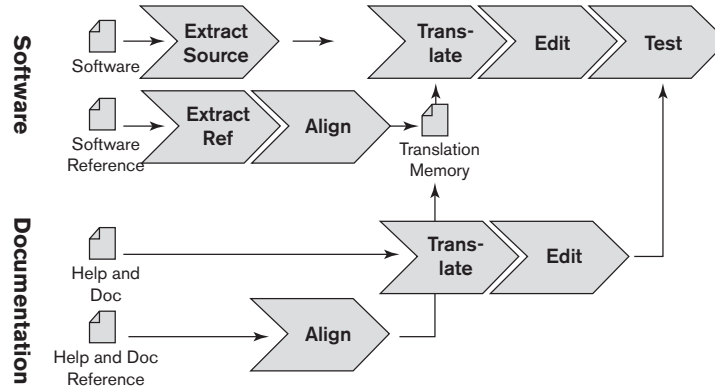 Software
Software
Extract
Source
Trans-
late
Edit
Test
Software
Reference
Extract
Ref
Align
Translation
Memory
Documentation
Help and
Doc
Trans-
late
Edit
Help and Doc
Reference
Align